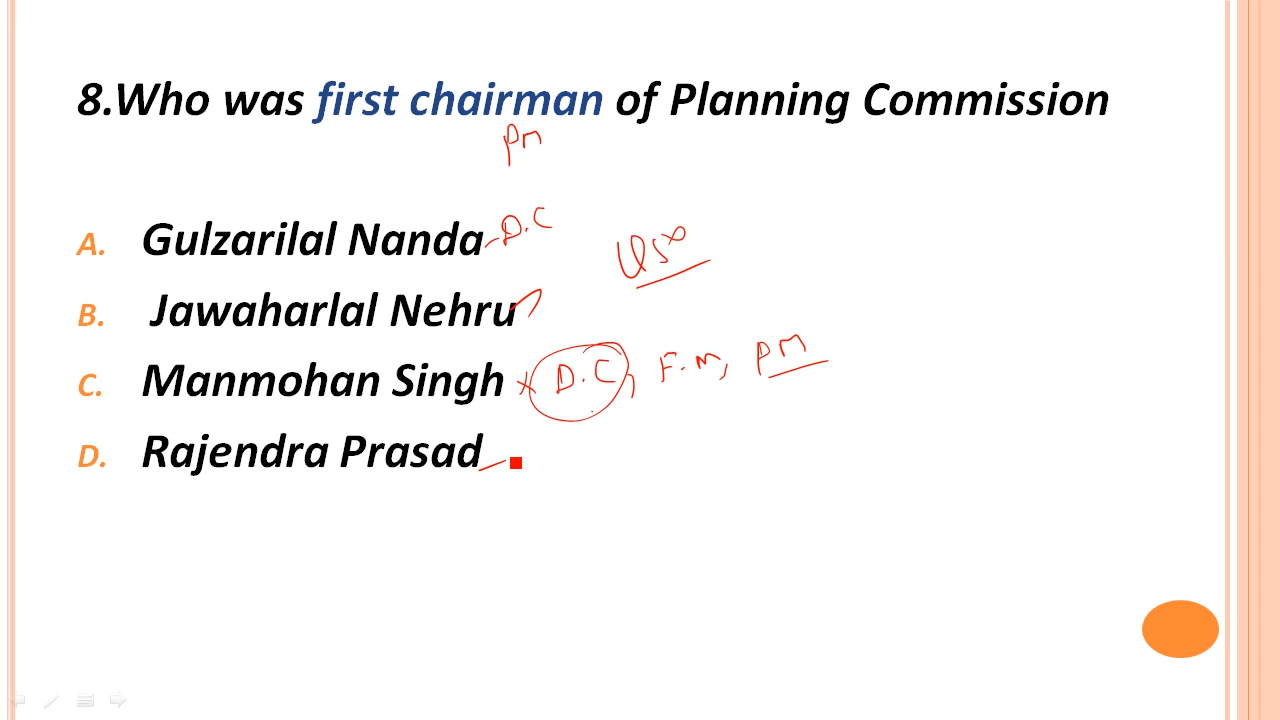 8.Who was first chairman of Planning Commission
PM
A. Gulzarilal Nanda - D.C
B. Jawaharlal Nehru
C. Manmohan Singh x D.C, F.M, PM
D. Rajendra Prasad